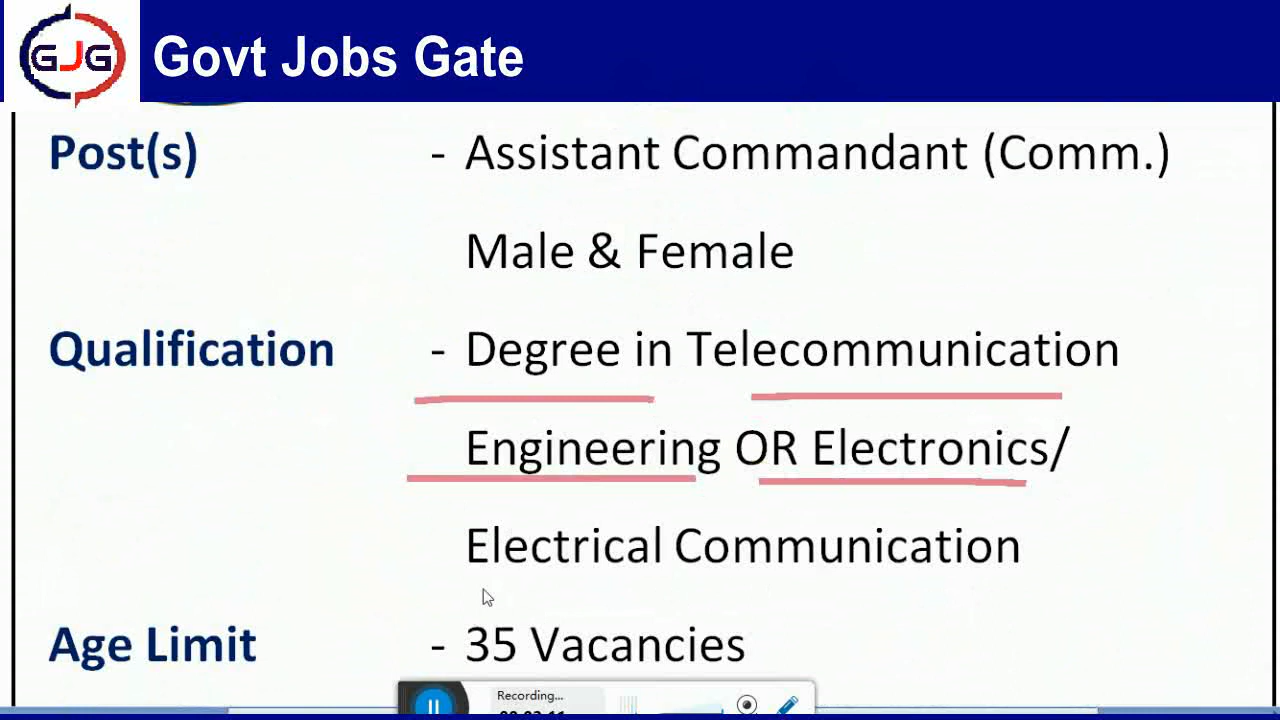 GJG Govt Jobs Gate
Post(s) - Assistant Commandant (Comm.)
Male & Female
Qualification - Degree in Telecommunication
Engineering OR Electronics/
Electrical Communication
Age Limit - 35 Vacancies
Recording...